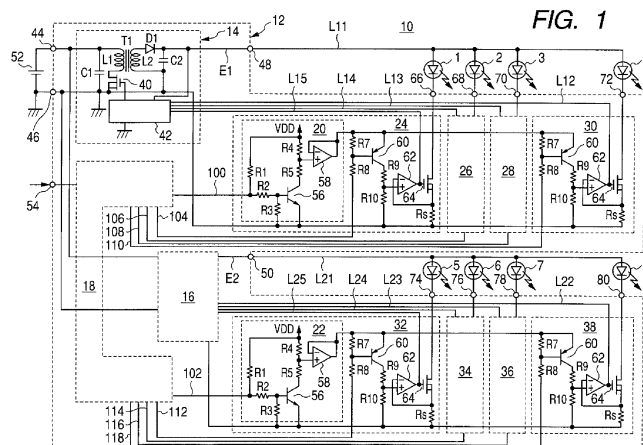 FIG. 1
10
12
14
44
52
46
54
L1
T1
L2
D1
C1
C2
40
42
E1
48
L11
1
2
3
66
68
70
72
L15
L14
L13
L12
VDD
20
24
26
28
30
R1
R2
R3
R4
R5
56
58
R7
R8
60
R9
R10
62
64
Rs
R7
R8
60
R9
R10
62
64
Rs
100
106
108
110
104
18
16
E2
50
L21
5
6
7
74
76
78
80
L25
L24
L23
L22
VDD
22
32
34
36
38
R1
R2
R3
R4
R5
56
58
R7
R8
60
R9
R10
62
64
Rs
R7
R8
60
R9
R10
62
64
Rs
102
114
116
118
112